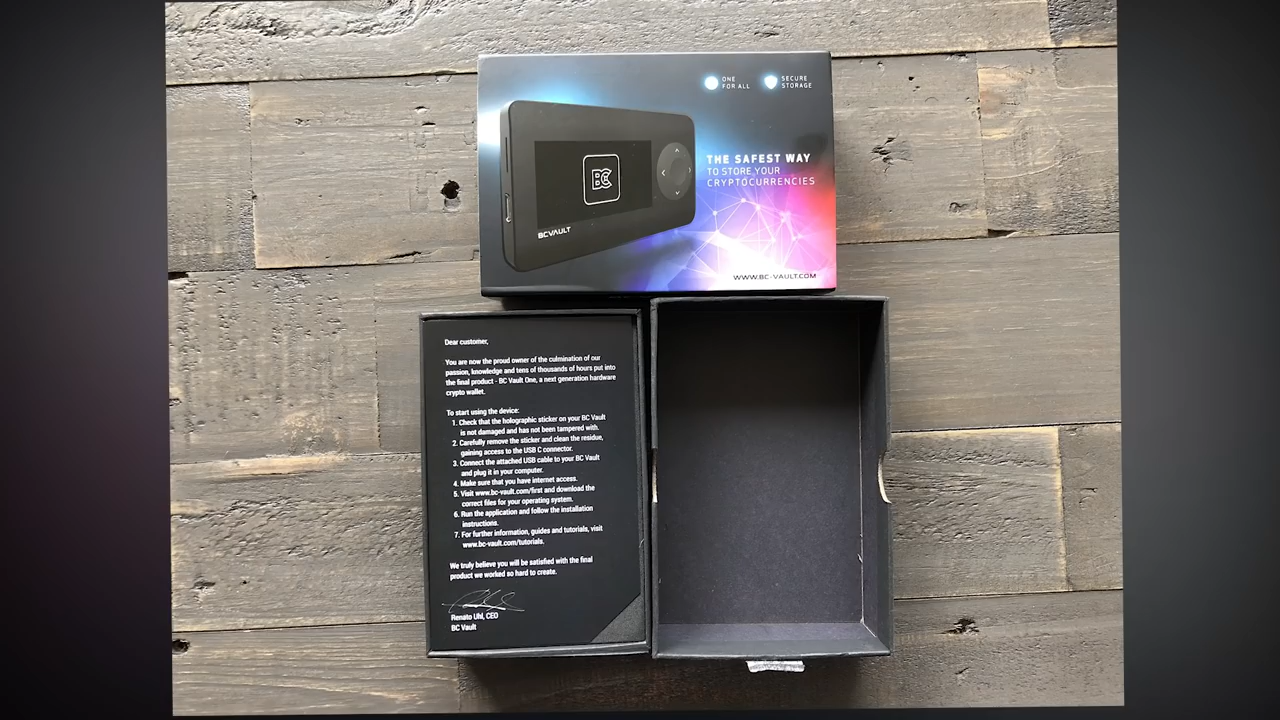 ONE
FOR ALL
SECURE
STORAGE
BC
THE SAFEST WAY
TO STORE YOUR
CRYPTOCURRENCIES
BCVAULT
WWW.BC-VAULT.COM
Dear customer,
You are now the proud owner of the culmination of our
passion, knowledge and tens of thousands of hours put into
the final product - BC Vault One, a next generation hardware
crypto wallet.
To start using the device:
1. Check that the holographic sticker on your BC Vault
is not damaged and has not been tampered with.
2. Carefully remove the sticker and clean the residue,
gaining access to the USB C connector.
3. Connect the attached USB cable to your BC Vault
and plug it in your computer.
4. Make sure that you have internet access.
5. Visit www.bc-vault.com/first and download the
correct files for your operating system.
6. Run the application and follow the installation
instructions.
7. For further information, guides and tutorials, visit
www.bc-vault.com/tutorials.
We truly believe you will be satisfied with the final
product we worked so hard to create.
Renato Uhl, CEO
BC Vault